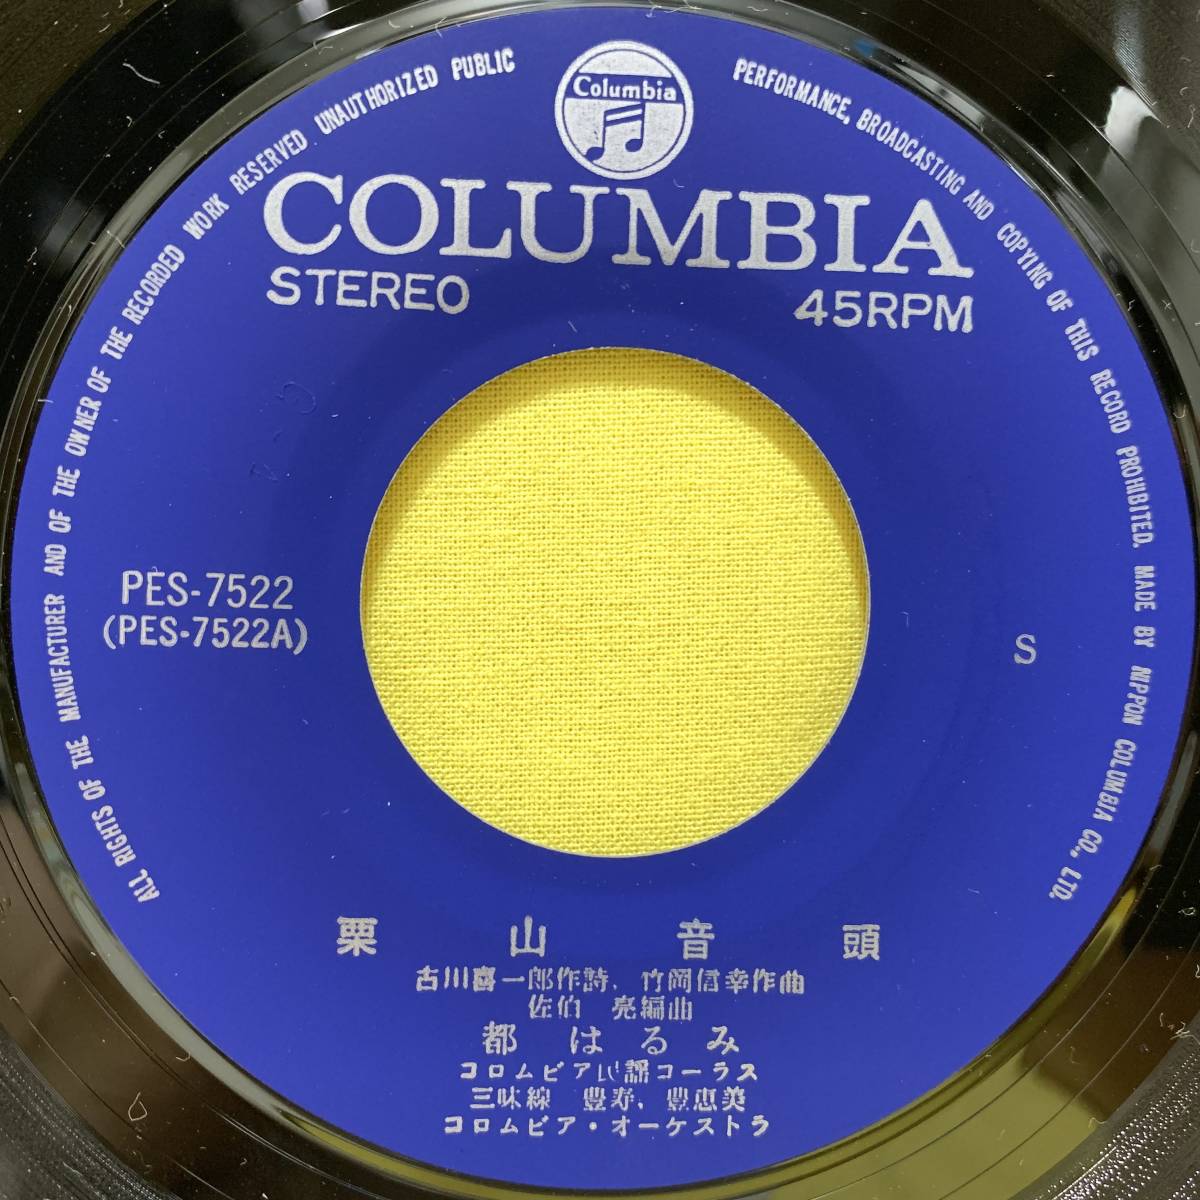 ALL RIGHTS OF THE MANUFACTURER AND OF THE OWNER OF THE RECORDED WORK RESERVED UNAUTHORIZED PUBLIC PERFORMANCE, BROADCASTING AND COPYING OF THIS RECORD PROHIBITED. MADE BY NIPPON COLUMBIA CO., LTD.
Columbia
COLUMBIA
STEREO 45RPM
PES-7522
(PES-7522A)
S
栗山音頭
古川喜一郎作詩、竹岡信幸作曲
佐伯 亮編曲
都 はるみ
コロムビア民謡コーラス
三味線 豊寿、豊恵美
コロムビア・オーケストラ